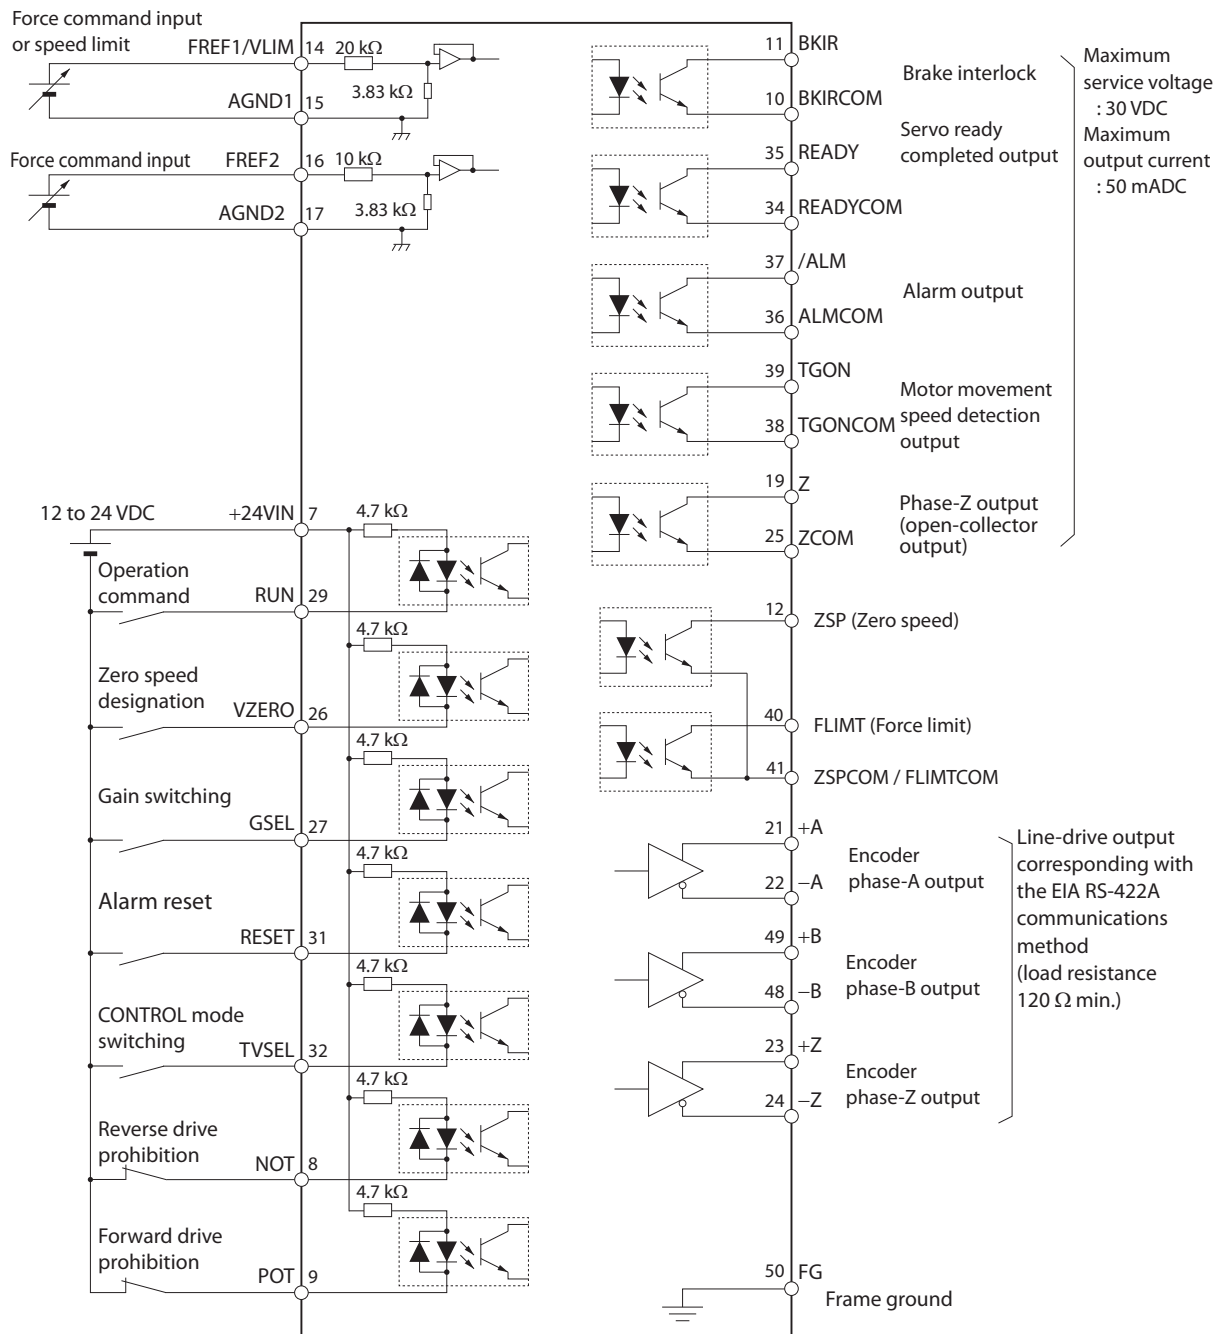 Force command input
or speed limit
FREF1/VLIM
14
20 kΩ
3.83 kΩ
AGND1
15
Force command input
FREF2
16
10 kΩ
3.83 kΩ
AGND2
17
12 to 24 VDC
+24VIN
7
4.7 kΩ
Operation
command
RUN
29
4.7 kΩ
Zero speed
designation
VZERO
26
4.7 kΩ
Gain switching
GSEL
27
4.7 kΩ
Alarm reset
RESET
31
4.7 kΩ
CONTROL mode
switching
TVSEL
32
4.7 kΩ
Reverse drive
prohibition
NOT
8
4.7 kΩ
Forward drive
prohibition
POT
9
11
BKIR
Brake interlock
10
BKIRCOM
Servo ready
completed output
35
READY
34
READYCOM
37
/ALM
Alarm output
36
ALMCOM
39
TGON
Motor movement
speed detection
output
38
TGONCOM
19
Z
Phase-Z output
(open-collector
output)
25
ZCOM
Maximum
service voltage
: 30 VDC
Maximum
output current
: 50 mADC
12
ZSP (Zero speed)
40
FLIMT (Force limit)
41
ZSPCOM / FLIMTCOM
21
+A
Encoder
phase-A output
22
−A
49
+B
Encoder
phase-B output
48
−B
23
+Z
Encoder
phase-Z output
24
−Z
Line-drive output
corresponding with
the EIA RS-422A
communications
method
(load resistance
120 Ω min.)
50
FG
Frame ground